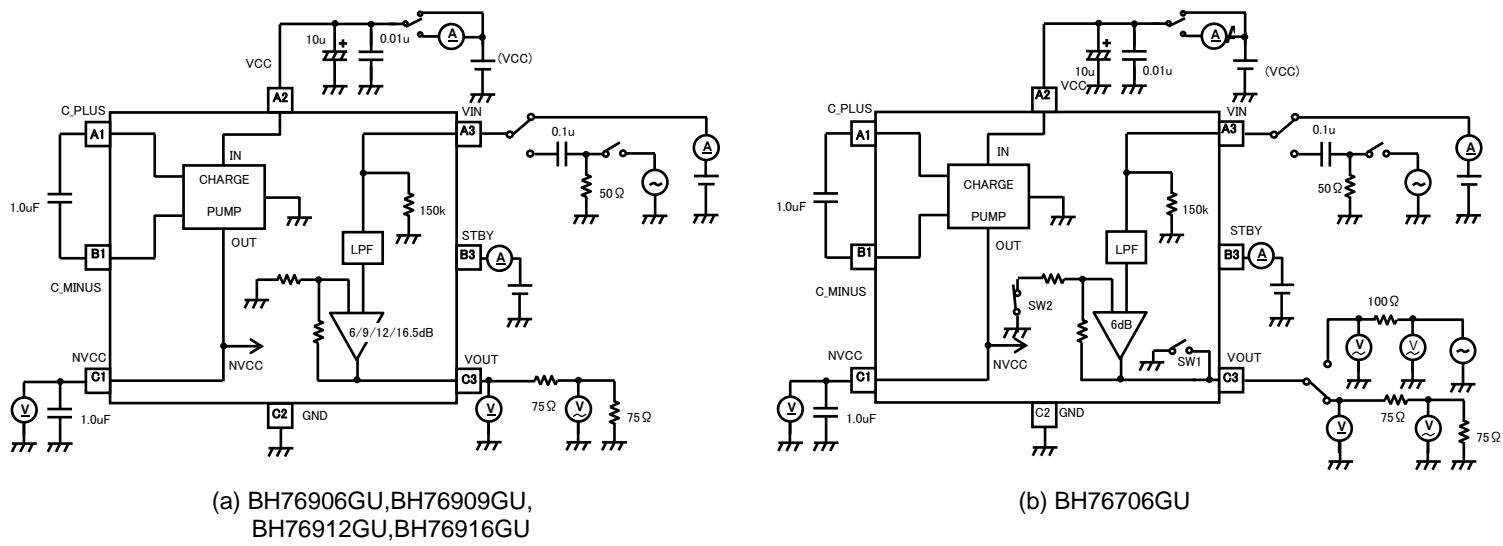 10u
+
0.01u
A
(VCC)
VCC
A2
C_PLUS
VIN
A1
A3
IN
0.1u
A
CHARGE
PUMP
50Ω
~
1.0uF
150k
OUT
STBY
LPF
B1
B3
A
C_MINUS
6/9/12/16.5dB
NVCC
NVCC
VOUT
C1
C3
V
1.0uF
C2
GND
V
75Ω
V
75Ω
(a) BH76906GU,BH76909GU,
BH76912GU,BH76916GU
+
10u
0.01u
A
(VCC)
VCC
A2
C_PLUS
VIN
A1
A3
IN
0.1u
A
CHARGE
PUMP
50Ω
~
1.0uF
150k
OUT
STBY
LPF
B1
B3
A
C_MINUS
SW2
6dB
100Ω
V
V
~
NVCC
NVCC
SW1
VOUT
C1
C3
V
1.0uF
C2
GND
V
75Ω
V
75Ω
(b) BH76706GU